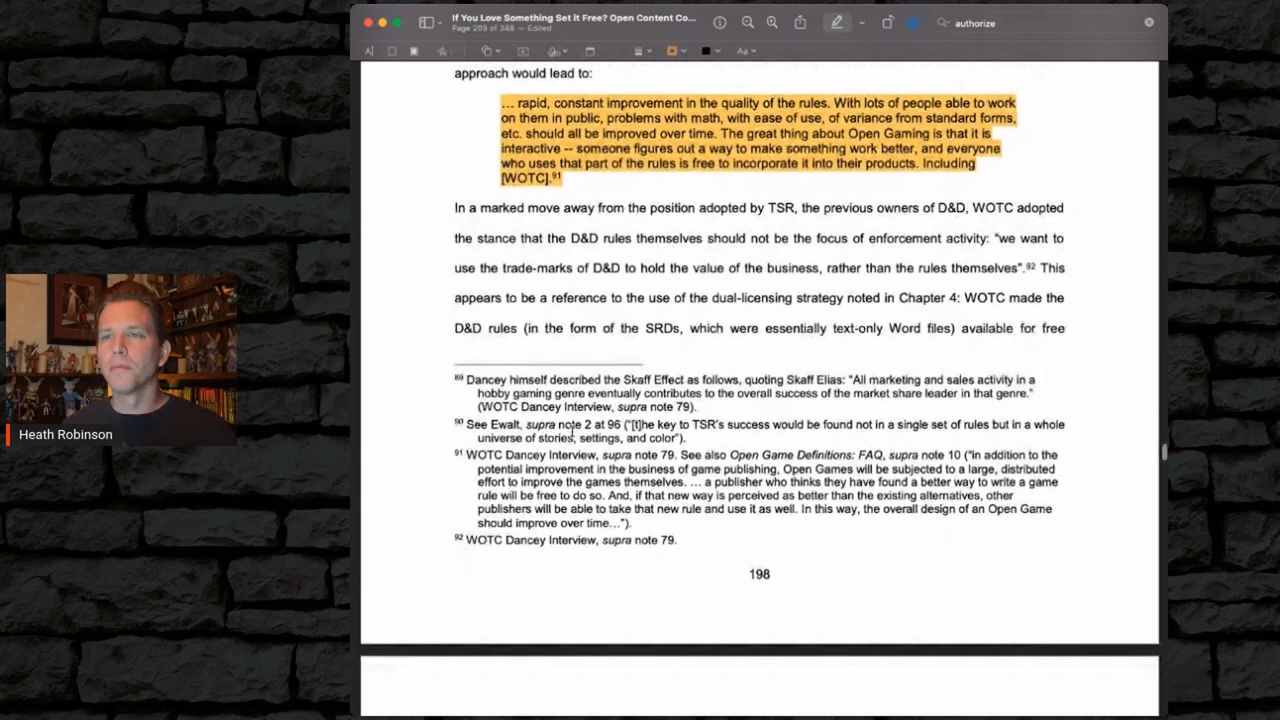 If You Love Something Set it Free? Open Content Co...
Page 209 of 348 — Edited
authorize
approach would lead to:
... rapid, constant improvement in the quality of the rules. With lots of people able to work
on them in public, problems with math, with ease of use, of variance from standard forms,
etc. should all be improved over time. The great thing about Open Gaming is that it is
interactive -- someone figures out a way to make something work better, and everyone
who uses that part of the rules is free to incorporate it into their products. Including
[WOTC].91
In a marked move away from the position adopted by TSR, the previous owners of D&D, WOTC adopted
the stance that the D&D rules themselves should not be the focus of enforcement activity: “we want to
use the trade-marks of D&D to hold the value of the business, rather than the rules themselves”.92 This
appears to be a reference to the use of the dual-licensing strategy noted in Chapter 4: WOTC made the
D&D rules (in the form of the SRDs, which were essentially text-only Word files) available for free
89 Dancey himself described the Skaff Effect as follows, quoting Skaff Elias: “All marketing and sales activity in a
hobby gaming genre eventually contributes to the overall success of the market share leader in that genre.”
(WOTC Dancey Interview, supra note 79).
90 See Ewalt, supra note 2 at 96 (“[t]he key to TSR’s success would be found not in a single set of rules but in a whole
universe of stories, settings, and color”).
91 WOTC Dancey Interview, supra note 79. See also Open Game Definitions: FAQ, supra note 10 (“in addition to the
potential improvement in the business of game publishing, Open Games will be subjected to a large, distributed
effort to improve the games themselves. ... a publisher who thinks they have found a better way to write a game
rule will be free to do so. And, if that new way is perceived as better than the existing alternatives, other
publishers will be able to take that new rule and use it as well. In this way, the overall design of an Open Game
should improve over time...”).
92 WOTC Dancey Interview, supra note 79.
198
Heath Robinson